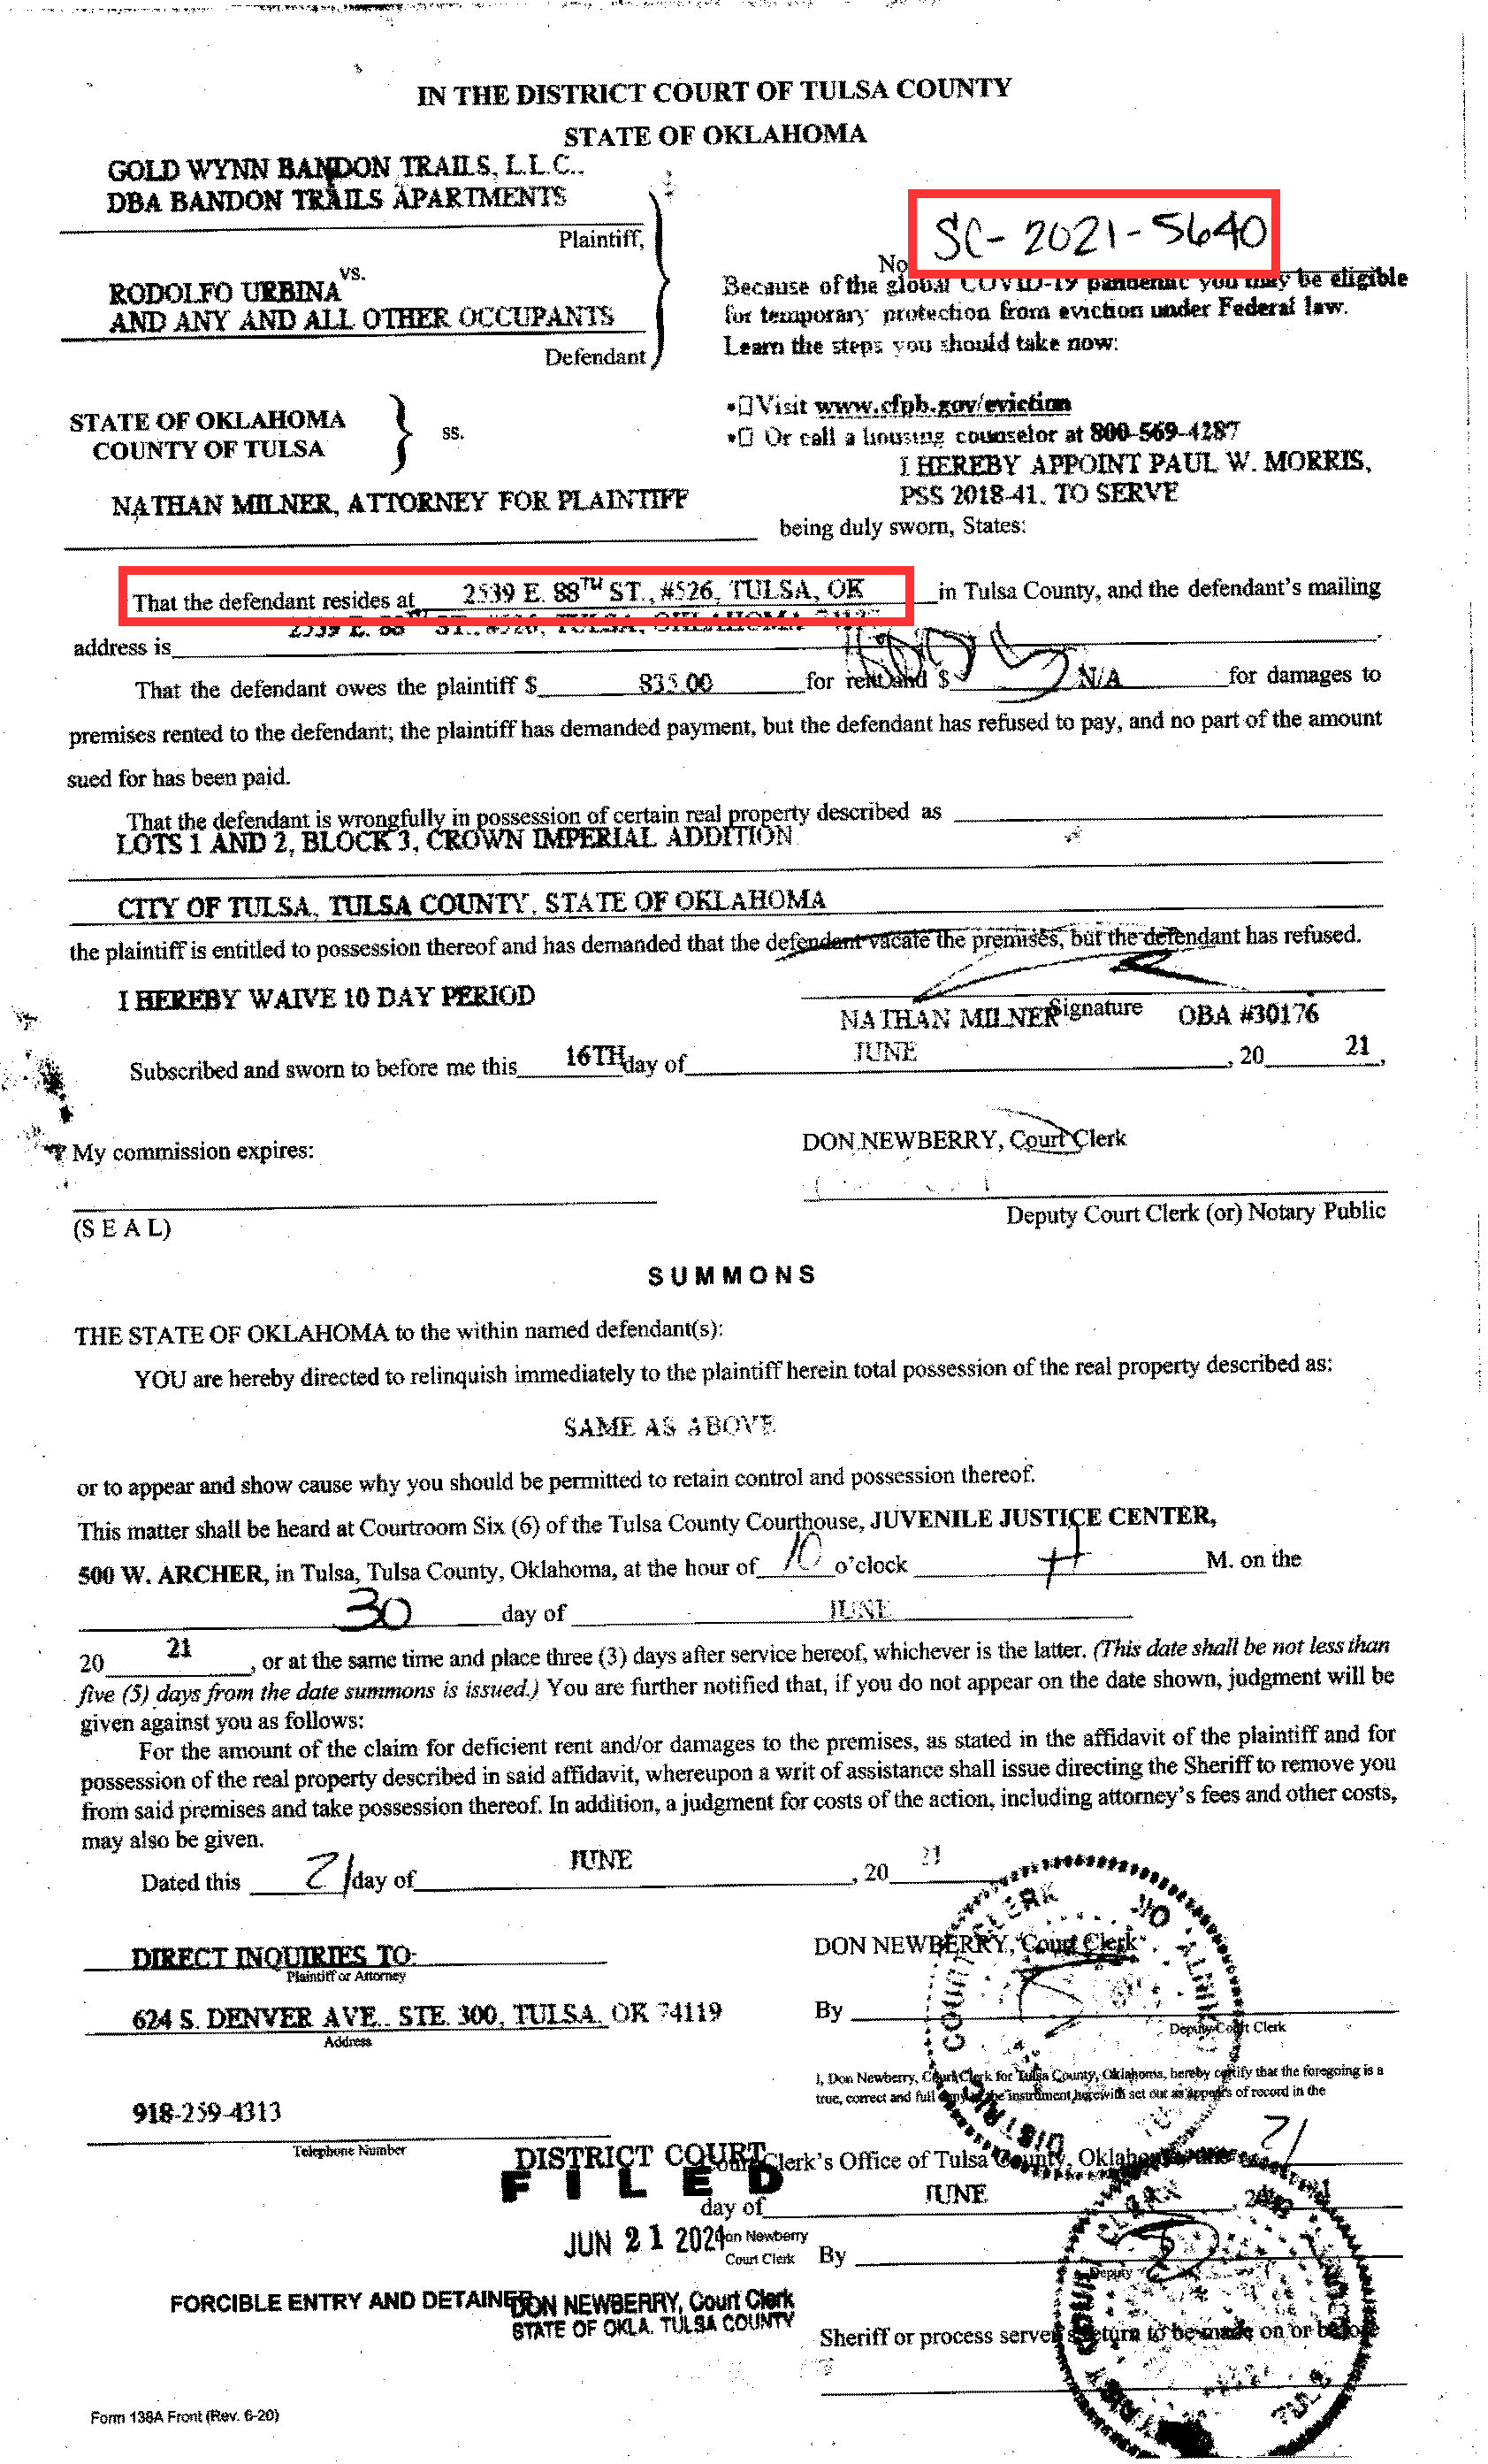 IN THE DISTRICT COURT OF TULSA COUNTY
STATE OF OKLAHOMA
GOLD WYNN BANDON TRAILS, L.L.C.,
DBA BANDON TRAILS APARTMENTS
Plaintiff,
SC-2021-5640
No
vs.
RODOLFO URBINA
AND ANY AND ALL OTHER OCCUPANTS
Defendant
Because of the global COVID-19 pandemic you may be eligible
for temporary protection from eviction under Federal law.
Learn the steps you should take now:
•☐ Visit www.cfpb.gov/eviction
•☐ Or call a housing counselor at 800-569-4287
STATE OF OKLAHOMA
COUNTY OF TULSA
ss.
I HEREBY APPOINT PAUL W. MORRIS,
PSS 2018-41, TO SERVE
NATHAN MILNER, ATTORNEY FOR PLAINTIFF
being duly sworn, States:
That the defendant resides at 2539 E. 88TH ST., #526, TULSA, OK in Tulsa County, and the defendant's mailing
address is 2539 E. 88TH ST., #526, TULSA, OKLAHOMA 74137
That the defendant owes the plaintiff $ 835.00 for rent and $ N/A for damages to
premises rented to the defendant; the plaintiff has demanded payment, but the defendant has refused to pay, and no part of the amount
sued for has been paid.
That the defendant is wrongfully in possession of certain real property described as
LOTS 1 AND 2, BLOCK 3, CROWN IMPERIAL ADDITION
CITY OF TULSA, TULSA COUNTY, STATE OF OKLAHOMA
the plaintiff is entitled to possession thereof and has demanded that the defendant vacate the premises, but the defendant has refused.
I HEREBY WAIVE 10 DAY PERIOD
NATHAN MILNER Signature OBA #30176
Subscribed and sworn to before me this 16TH day of JUNE, 20 21,
DON NEWBERRY, Court Clerk
My commission expires:
(SEAL)
Deputy Court Clerk (or) Notary Public
SUMMONS
THE STATE OF OKLAHOMA to the within named defendant(s):
YOU are hereby directed to relinquish immediately to the plaintiff herein total possession of the real property described as:
SAME AS ABOVE
or to appear and show cause why you should be permitted to retain control and possession thereof.
This matter shall be heard at Courtroom Six (6) of the Tulsa County Courthouse, JUVENILE JUSTICE CENTER,
500 W. ARCHER, in Tulsa, Tulsa County, Oklahoma, at the hour of 10 o'clock A M. on the
30 day of JUNE
20 21, or at the same time and place three (3) days after service hereof, whichever is the latter. (This date shall be not less than
five (5) days from the date summons is issued.) You are further notified that, if you do not appear on the date shown, judgment will be
given against you as follows:
For the amount of the claim for deficient rent and/or damages to the premises, as stated in the affidavit of the plaintiff and for
possession of the real property described in said affidavit, whereupon a writ of assistance shall issue directing the Sheriff to remove you
from said premises and take possession thereof. In addition, a judgment for costs of the action, including attorney's fees and other costs,
may also be given.
Dated this 21 day of JUNE, 20 21
DIRECT INQUIRIES TO:
Plaintiff or Attorney
DON NEWBERRY, Court Clerk
624 S. DENVER AVE., STE. 300, TULSA, OK 74119
Address
By
Deputy Court Clerk
I, Don Newberry, Court Clerk for Tulsa County, Oklahoma, hereby certify that the foregoing is a
true, correct and full copy of the instrument herewith set out as appears of record in the
918-259-4313
Telephone Number
Court Clerk's Office of Tulsa County, Oklahoma, 21
day of JUNE
DISTRICT COURT
FILED
JUN 21 2021
Don Newberry
Court Clerk
By
Deputy
FORCIBLE ENTRY AND DETAINER
DON NEWBERRY, Court Clerk
STATE OF OKLA. TULSA COUNTY
Sheriff or process server's return to be made on or before
Form 138A Front (Rev. 6-20)